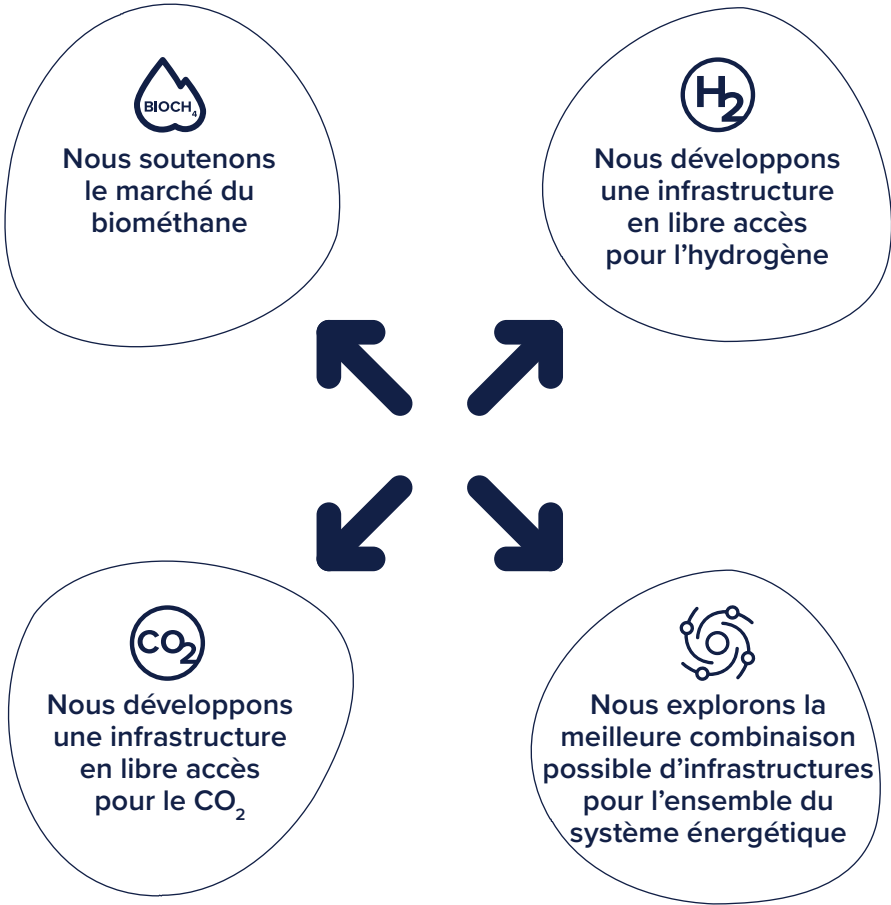 BIOCH₄
Nous soutenons
le marché du
biométhane
H₂
Nous développons
une infrastructure
en libre accès
pour l’hydrogène
CO₂
Nous développons
une infrastructure
en libre accès
pour le CO₂
Nous explorons la
meilleure combinaison
possible d’infrastructures
pour l’ensemble du
système énergétique